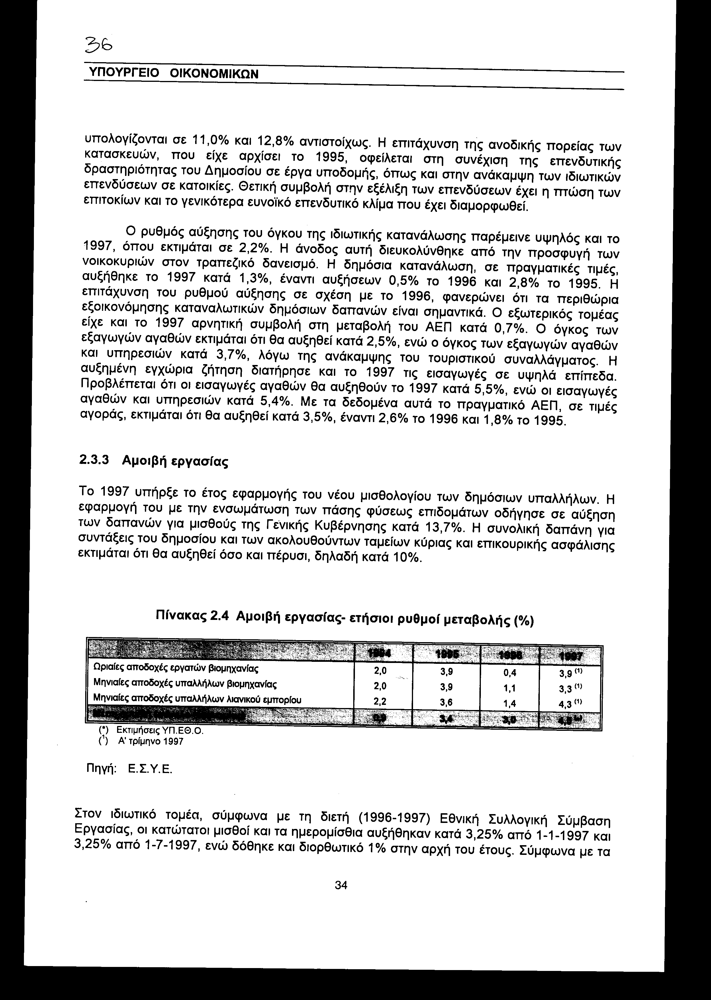 36
ΥΠΟΥΡΓΕΙΟ ΟΙΚΟΝΟΜΙΚΩΝ
υπολογίζονται σε 11,0% και 12,8% αντιστοίχως. Η επιτάχυνση της ανοδικής πορείας των
κατασκευών, που είχε αρχίσει το 1995, οφείλεται στη συνέχιση της επενδυτικής
δραστηριότητας του Δημοσίου σε έργα υποδομής, όπως και στην ανάκαμψη των ιδιωτικών
επενδύσεων σε κατοικίες. Θετική συμβολή στην εξέλιξη των επενδύσεων έχει η πτώση των
επιτοκίων και το γενικότερα ευνοϊκό επενδυτικό κλίμα που έχει διαμορφωθεί.
Ο ρυθμός αύξησης του όγκου της ιδιωτικής κατανάλωσης παρέμεινε υψηλός και το
1997, όπου εκτιμάται σε 2,2%. Η άνοδος αυτή διευκολύνθηκε από την προσφυγή των
νοικοκυριών στον τραπεζικό δανεισμό. Η δημόσια κατανάλωση, σε πραγματικές τιμές,
αυξήθηκε το 1997 κατά 1,3%, έναντι αυξήσεων 0,5% το 1996 και 2,8% το 1995. Η
επιτάχυνση του ρυθμού αύξησης σε σχέση με το 1996, φανερώνει ότι τα περιθώρια
εξοικονόμησης καταναλωτικών δημόσιων δαπανών είναι σημαντικά. Ο εξωτερικός τομέας
είχε και το 1997 αρνητική συμβολή στη μεταβολή του ΑΕΠ κατά 0,7%. Ο όγκος των
εξαγωγών αγαθών εκτιμάται ότι θα αυξηθεί κατά 2,5%, ενώ ο όγκος των εξαγωγών αγαθών
και υπηρεσιών κατά 3,7%, λόγω της ανάκαμψης του τουριστικού συναλλάγματος. Η
αυξημένη εγχώρια ζήτηση διατήρησε και το 1997 τις εισαγωγές σε υψηλά επίπεδα.
Προβλέπεται ότι οι εισαγωγές αγαθών θα αυξηθούν το 1997 κατά 5,5%, ενώ οι εισαγωγές
αγαθών και υπηρεσιών κατά 5,4%. Με τα δεδομένα αυτά το πραγματικό ΑΕΠ, σε τιμές
αγοράς, εκτιμάται ότι θα αυξηθεί κατά 3,5%, έναντι 2,6% το 1996 και 1,8% το 1995.
2.3.3 Αμοιβή εργασίας
Το 1997 υπήρξε το έτος εφαρμογής του νέου μισθολογίου των δημόσιων υπαλλήλων. Η
εφαρμογή του με την ενσωμάτωση των πάσης φύσεως επιδομάτων οδήγησε σε αύξηση
των δαπανών για μισθούς της Γενικής Κυβέρνησης κατά 13,7%. Η συνολική δαπάνη για
συντάξεις του δημοσίου και των ακολουθούντων ταμείων κύριας και επικουρικής ασφάλισης
εκτιμάται ότι θα αυξηθεί όσο και πέρυσι, δηλαδή κατά 10%.
Πίνακας 2.4 Αμοιβή εργασίας- ετήσιοι ρυθμοί μεταβολής (%)
1994 1995 1996 1997
Ωριαίες αποδοχές εργατών βιομηχανίας 2,0 3,9 0,4 3,9 (1)
Μηνιαίες αποδοχές υπαλλήλων βιομηχανίας 2,0 3,9 1,1 3,3 (1)
Μηνιαίες αποδοχές υπαλλήλων λιανικού εμπορίου 2,2 3,6 1,4 4,3 (1)
3,4 3,0
(*) Εκτιμήσεις ΥΠ.ΕΘ.Ο.
(1) Α' τρίμηνο 1997
Πηγή: Ε.Σ.Υ.Ε.
Στον ιδιωτικό τομέα, σύμφωνα με τη διετή (1996-1997) Εθνική Συλλογική Σύμβαση
Εργασίας, οι κατώτατοι μισθοί και τα ημερομίσθια αυξήθηκαν κατά 3,25% από 1-1-1997 και
3,25% από 1-7-1997, ενώ δόθηκε και διορθωτικό 1% στην αρχή του έτους. Σύμφωνα με τα
34